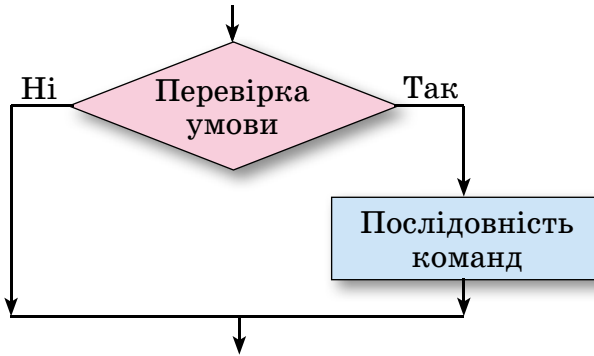 Ні
Перевірка
умови
Так
Послідовність
команд